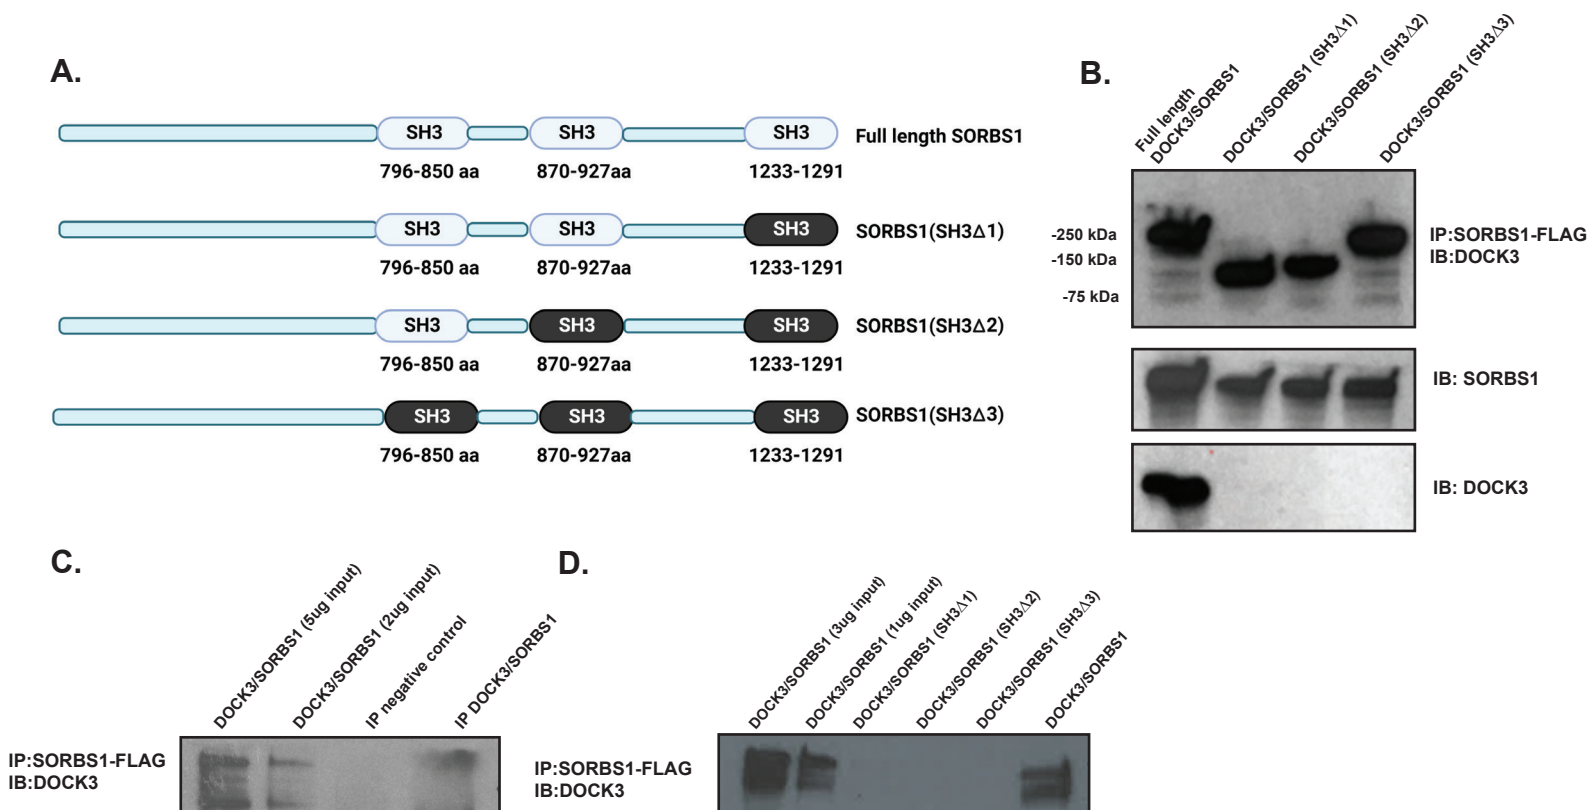 A.
SH3 SH3 SH3
Full length SORBS1
796-850 aa 870-927aa 1233-1291
SH3 SH3 SH3
SORBS1(SH3Δ1)
796-850 aa 870-927aa 1233-1291
SH3 SH3 SH3
SORBS1(SH3Δ2)
796-850 aa 870-927aa 1233-1291
SH3 SH3 SH3
SORBS1(SH3Δ3)
796-850 aa 870-927aa 1233-1291
B.
Full length
DOCK3/SORBS1
DOCK3/SORBS1 (SH3Δ1)
DOCK3/SORBS1 (SH3Δ2)
DOCK3/SORBS1 (SH3Δ3)
-250 kDa
-150 kDa
-75 kDa
IP:SORBS1-FLAG
IB:DOCK3
IB: SORBS1
IB: DOCK3
C.
DOCK3/SORBS1 (5ug input)
DOCK3/SORBS1 (2ug input)
IP negative control
IP DOCK3/SORBS1
IP:SORBS1-FLAG
IB:DOCK3
D.
DOCK3/SORBS1 (3ug input)
DOCK3/SORBS1 (1ug input)
DOCK3/SORBS1 (SH3Δ1)
DOCK3/SORBS1 (SH3Δ2)
DOCK3/SORBS1 (SH3Δ3)
DOCK3/SORBS1
IP:SORBS1-FLAG
IB:DOCK3